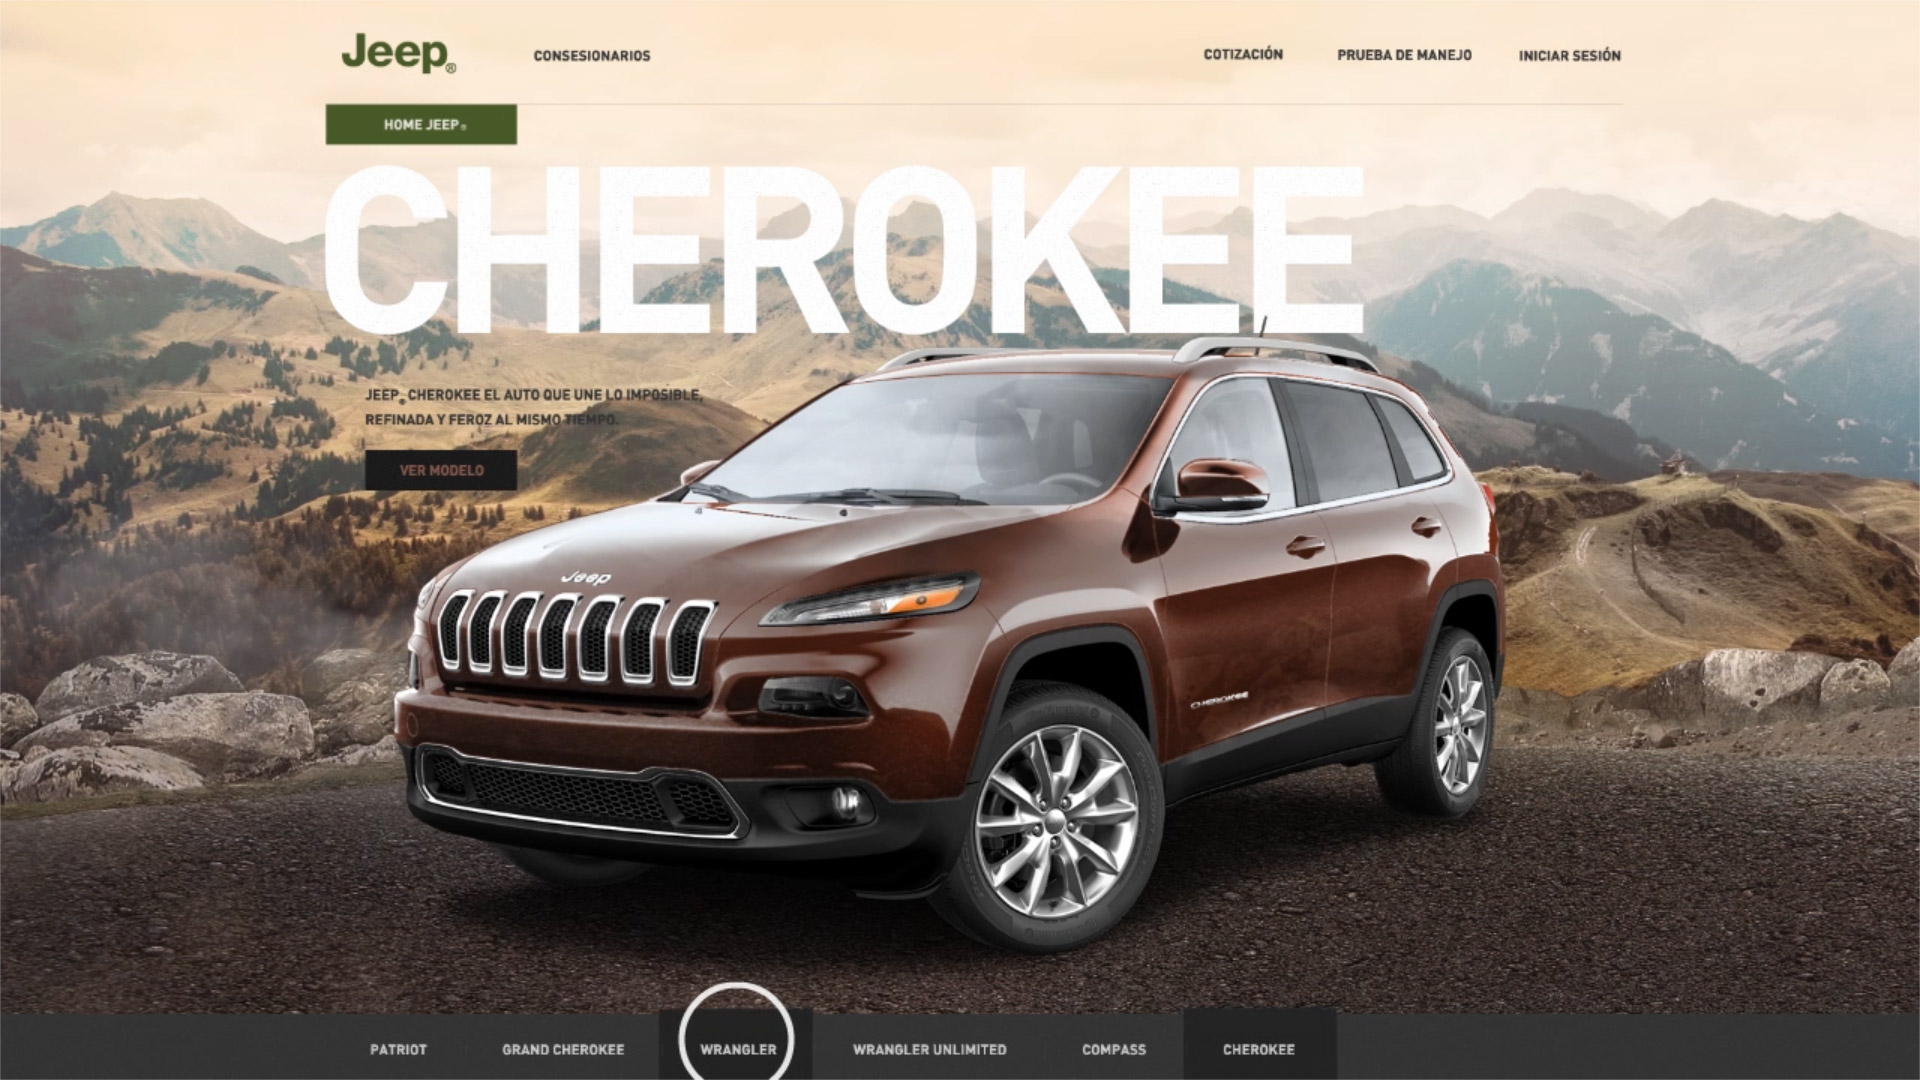 Jeep®
CONSESIONARIOS
COTIZACIÓN
PRUEBA DE MANEJO
INICIAR SESIÓN
HOME JEEP®
CHEROKEE
JEEP® CHEROKEE EL AUTO QUE UNE LO IMPOSIBLE,
REFINADA Y FEROZ AL MISMO TIEMPO.
VER MODELO
Jeep
CHEROKEE
PATRIOT
GRAND CHEROKEE
WRANGLER
WRANGLER UNLIMITED
COMPASS
CHEROKEE